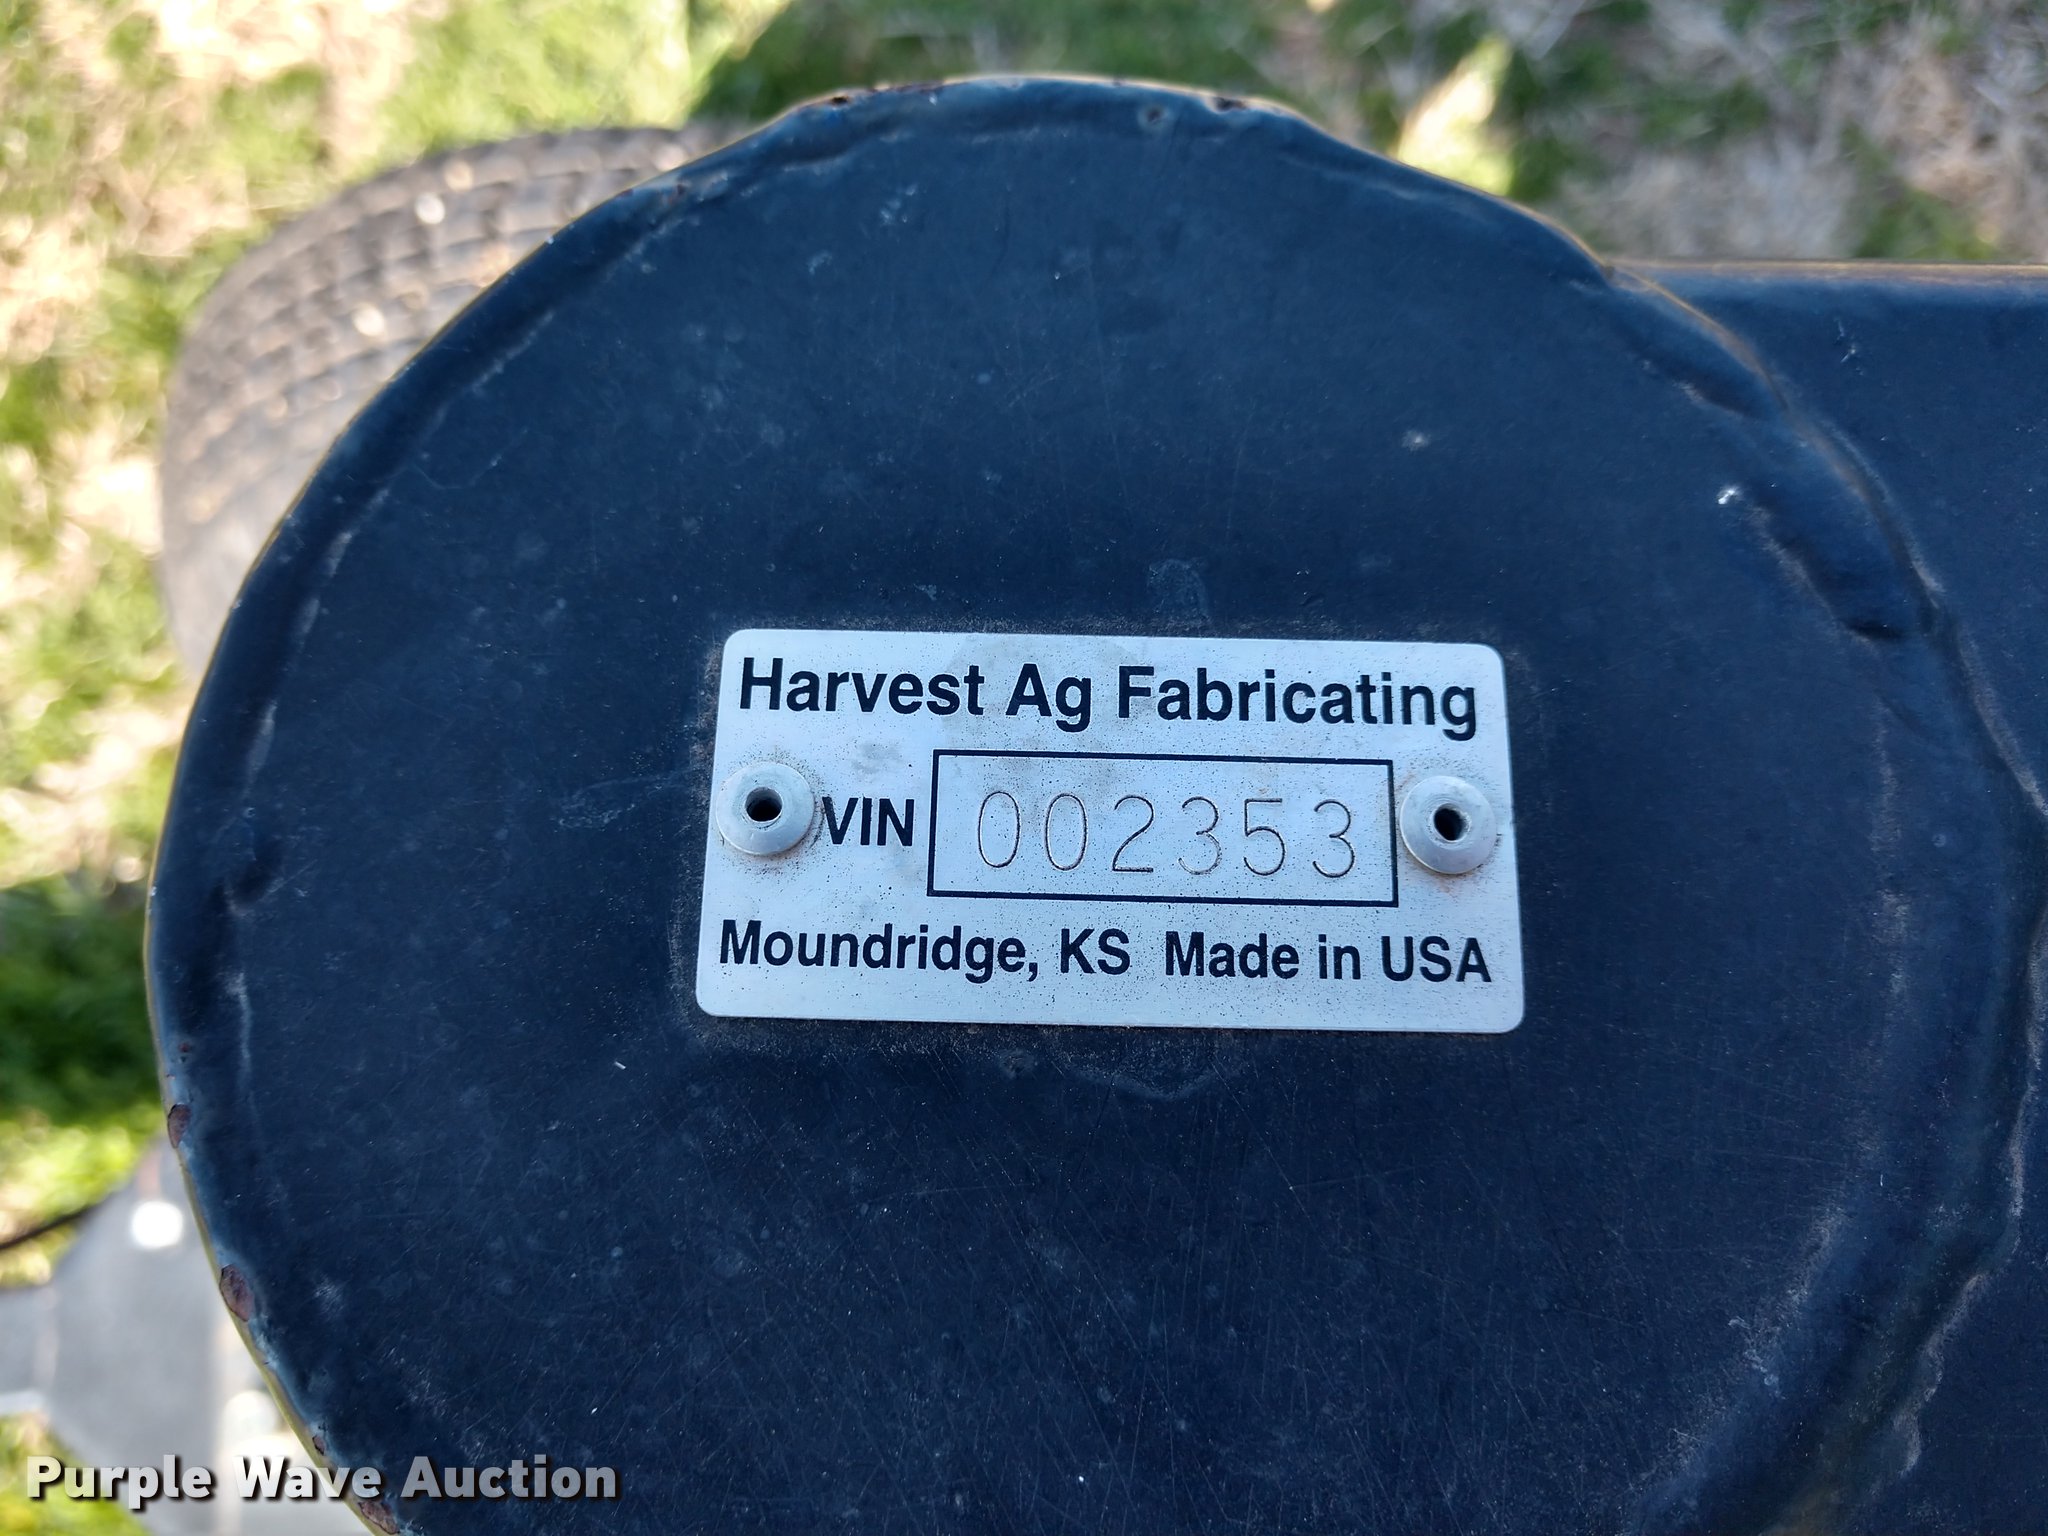 Harvest Ag Fabricating
VIN 002353
Moundridge, KS Made in USA
Purple Wave Auction